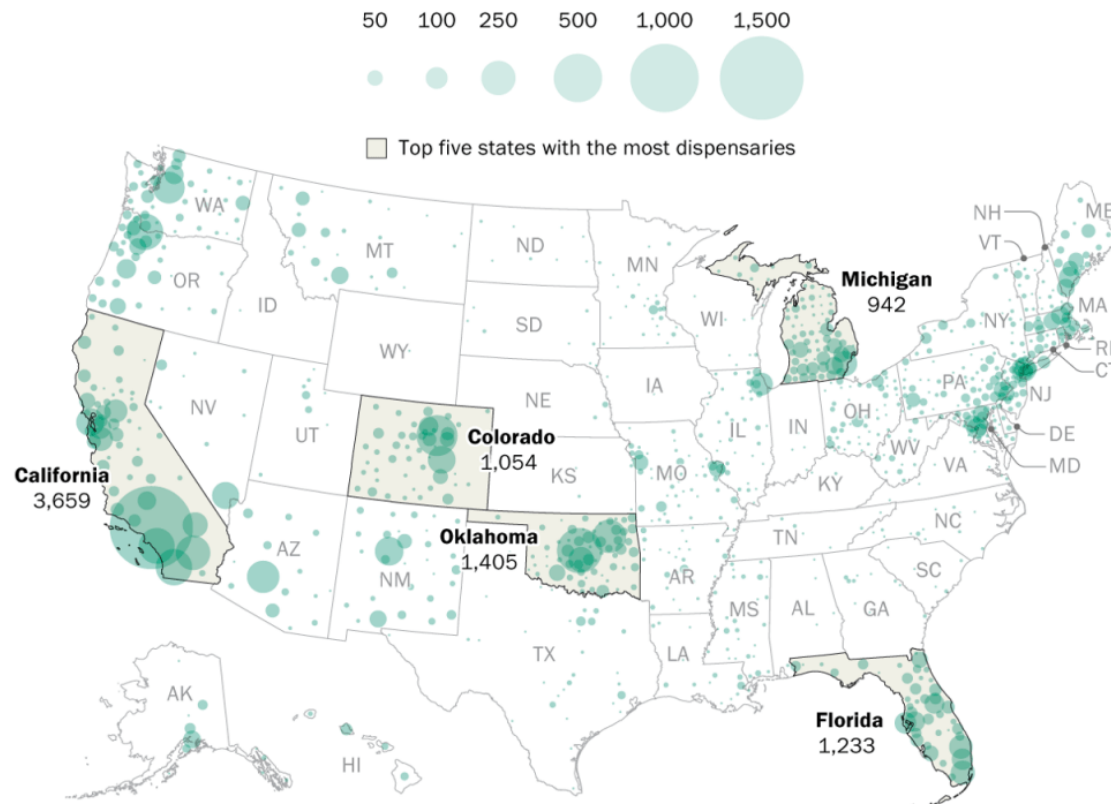 50 100 250 500 1,000 1,500
Top five states with the most dispensaries
WA
MT
ND
MN
NH
VT
ME
OR
ID
SD
WI
Michigan
942
NY
MA
RI
CT
WY
IA
NE
PA
NJ
NV
UT
Colorado
1,054
IL
IN
OH
DE
MD
WV
VA
California
3,659
KS
MO
KY
AZ
NM
Oklahoma
1,405
TN
NC
AR
SC
MS
AL
GA
TX
LA
AK
HI
Florida
1,233